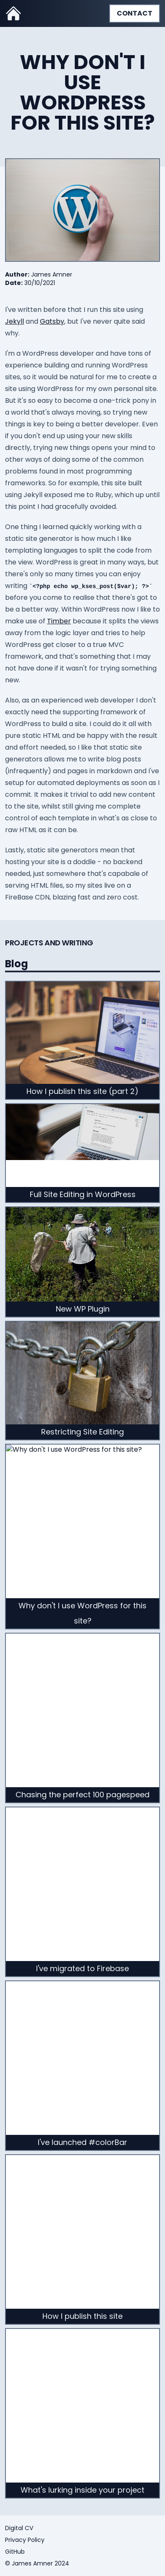 CONTACT
WHY DON'T I
USE
WORDPRESS
FOR THIS SITE?
Author: James Amner
Date: 30/10/2021
I've written before that I run this site using
Jekyll and Gatsby, but I've never quite said
why.
I'm a WordPress developer and have tons of
experience building and running WordPress
sites, so it would be natural for me to create a
site using WordPress for my own personal site.
But it's so easy to become a one-trick pony in
a world that's always moving, so trying new
things is key to being a better developer. Even
if you don't end up using your new skills
directly, trying new things opens your mind to
other ways of doing some of the common
problems found in most programming
frameworks. So for example, this site built
using Jekyll exposed me to Ruby, which up until
this point I had gracefully avoided.
One thing I learned quickly working with a
static site generator is how much I like
templating languages to split the code from
the view. WordPress is great in many ways, but
there's only so many times you can enjoy
writing `<?php echo wp_kses_post($var); ?>`
before you come to realise that there's got to
be a better way. Within WordPress now I like to
make use of Timber because it splits the views
away from the logic layer and tries to help
WordPress get closer to a true MVC
framework, and that's something that I may
not have done if it wasn't for trying something
new.
Also, as an experienced web developer I don't
exactly need the supporting framework of
WordPress to build a site. I could do it all with
pure static HTML and be happy with the result
and effort needed, so I like that static site
generators allows me to write blog posts
(infrequently) and pages in markdown and I've
setup for automated deployments as soon as I
commit. It makes it trivial to add new content
to the site, whilst still giving me complete
control of each template in what's as close to
raw HTML as it can be.
Lastly, static site generators mean that
hosting your site is a doddle - no backend
needed, just somewhere that's capabale of
serving HTML files, so my sites live on a
FireBase CDN, blazing fast and zero cost.
PROJECTS AND WRITING
Blog
How I publish this site (part 2)
Full Site Editing in WordPress
New WP Plugin
Restricting Site Editing
Why don't I use WordPress for this site?
Why don't I use WordPress for this
site?
Chasing the perfect 100 pagespeed
I've migrated to Firebase
I've launched #colorBar
How I publish this site
What's lurking inside your project
Digital CV
Privacy Policy
GitHub
© James Amner 2024